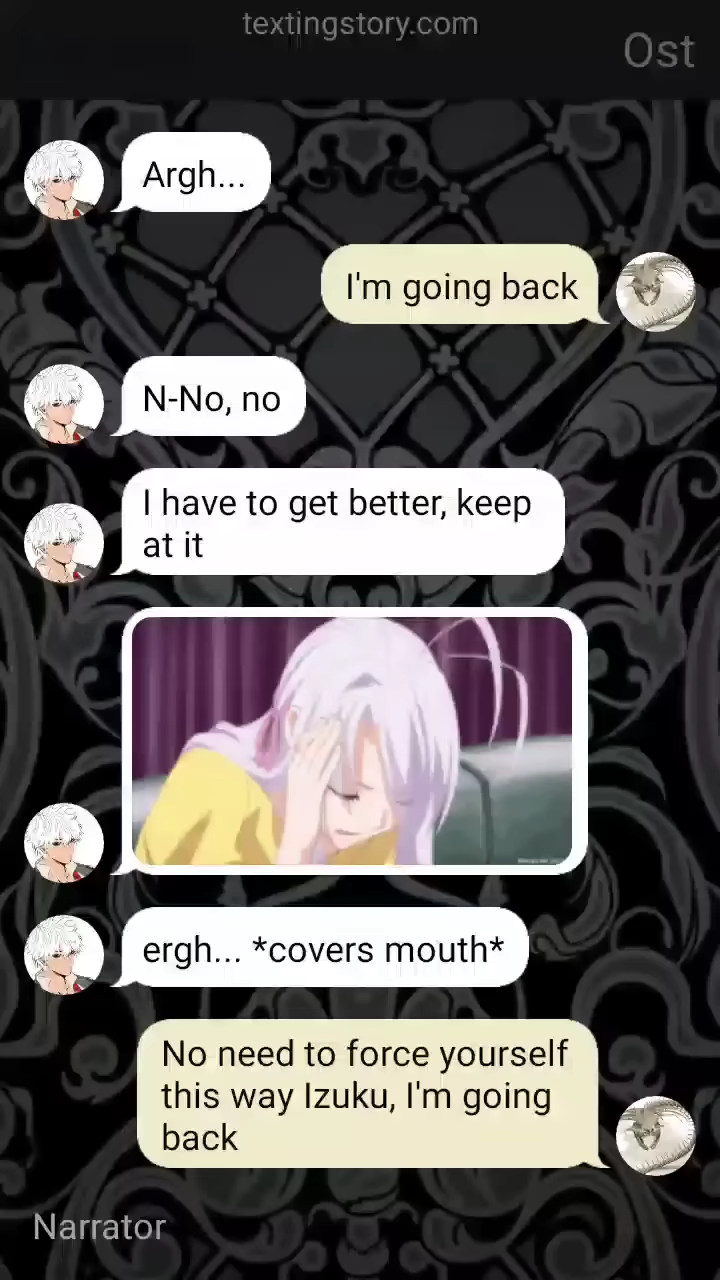 textingstory.com
Ost
Argh...
I'm going back
N-No, no
I have to get better, keep
at it
ergh... *covers mouth*
No need to force yourself
this way Izuku, I'm going
back
Narrator